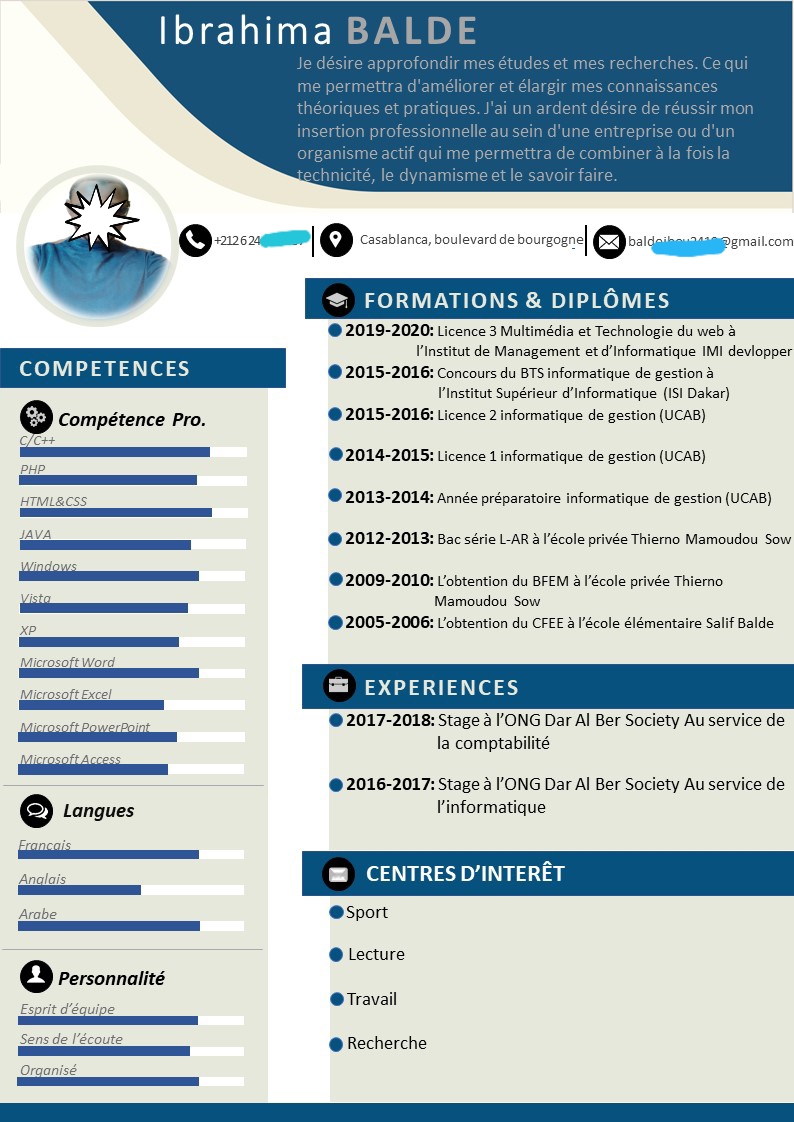 Ibrahima BALDE
Je désire approfondir mes études et mes recherches. Ce qui
me permettra d'améliorer et élargir mes connaissances
théoriques et pratiques. J'ai un ardent désire de réussir mon
insertion professionnelle au sein d'une entreprise ou d'un
organisme actif qui me permettra de combiner à la fois la
technicité, le dynamisme et le savoir faire.
+212624
Casablanca, boulevard de bourgogne
@gmail.com
FORMATIONS & DIPLÔMES
2019-2020: Licence 3 Multimédia et Technologie du web à
l'Institut de Management et d'Informatique IMI devlopper
2015-2016: Concours du BTS informatique de gestion à
l'Institut Supérieur d'Informatique (ISI Dakar)
2015-2016: Licence 2 informatique de gestion (UCAB)
2014-2015: Licence 1 informatique de gestion (UCAB)
2013-2014: Année préparatoire informatique de gestion (UCAB)
2012-2013: Bac série L-AR à l'école privée Thierno Mamoudou Sow
2009-2010: L'obtention du BFEM à l'école privée Thierno
Mamoudou Sow
2005-2006: L'obtention du CFEE à l'école élémentaire Salif Balde
EXPERIENCES
2017-2018: Stage à l'ONG Dar Al Ber Society Au service de
la comptabilité
2016-2017: Stage à l'ONG Dar Al Ber Society Au service de
l'informatique
CENTRES D'INTERÊT
Sport
Lecture
Travail
Recherche
COMPETENCES
Compétence Pro.
C/C++
PHP
HTML&CSS
JAVA
Windows
Vista
XP
Microsoft Word
Microsoft Excel
Microsoft PowerPoint
Microsoft Access
Langues
Français
Anglais
Arabe
Personnalité
Esprit d'équipe
Sens de l'écoute
Organisé